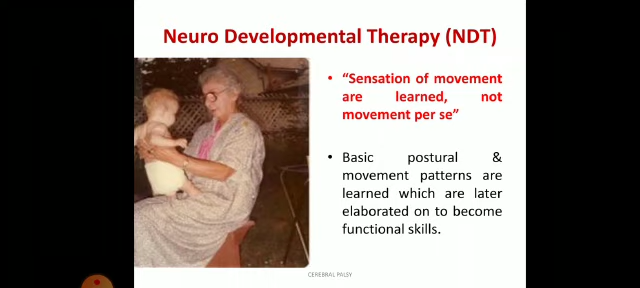 Neuro Developmental Therapy (NDT)
• “Sensation of movement
are learned, not
movement per se”
• Basic postural &
movement patterns are
learned which are later
elaborated on to become
functional skills.
CEREBRAL PALSY